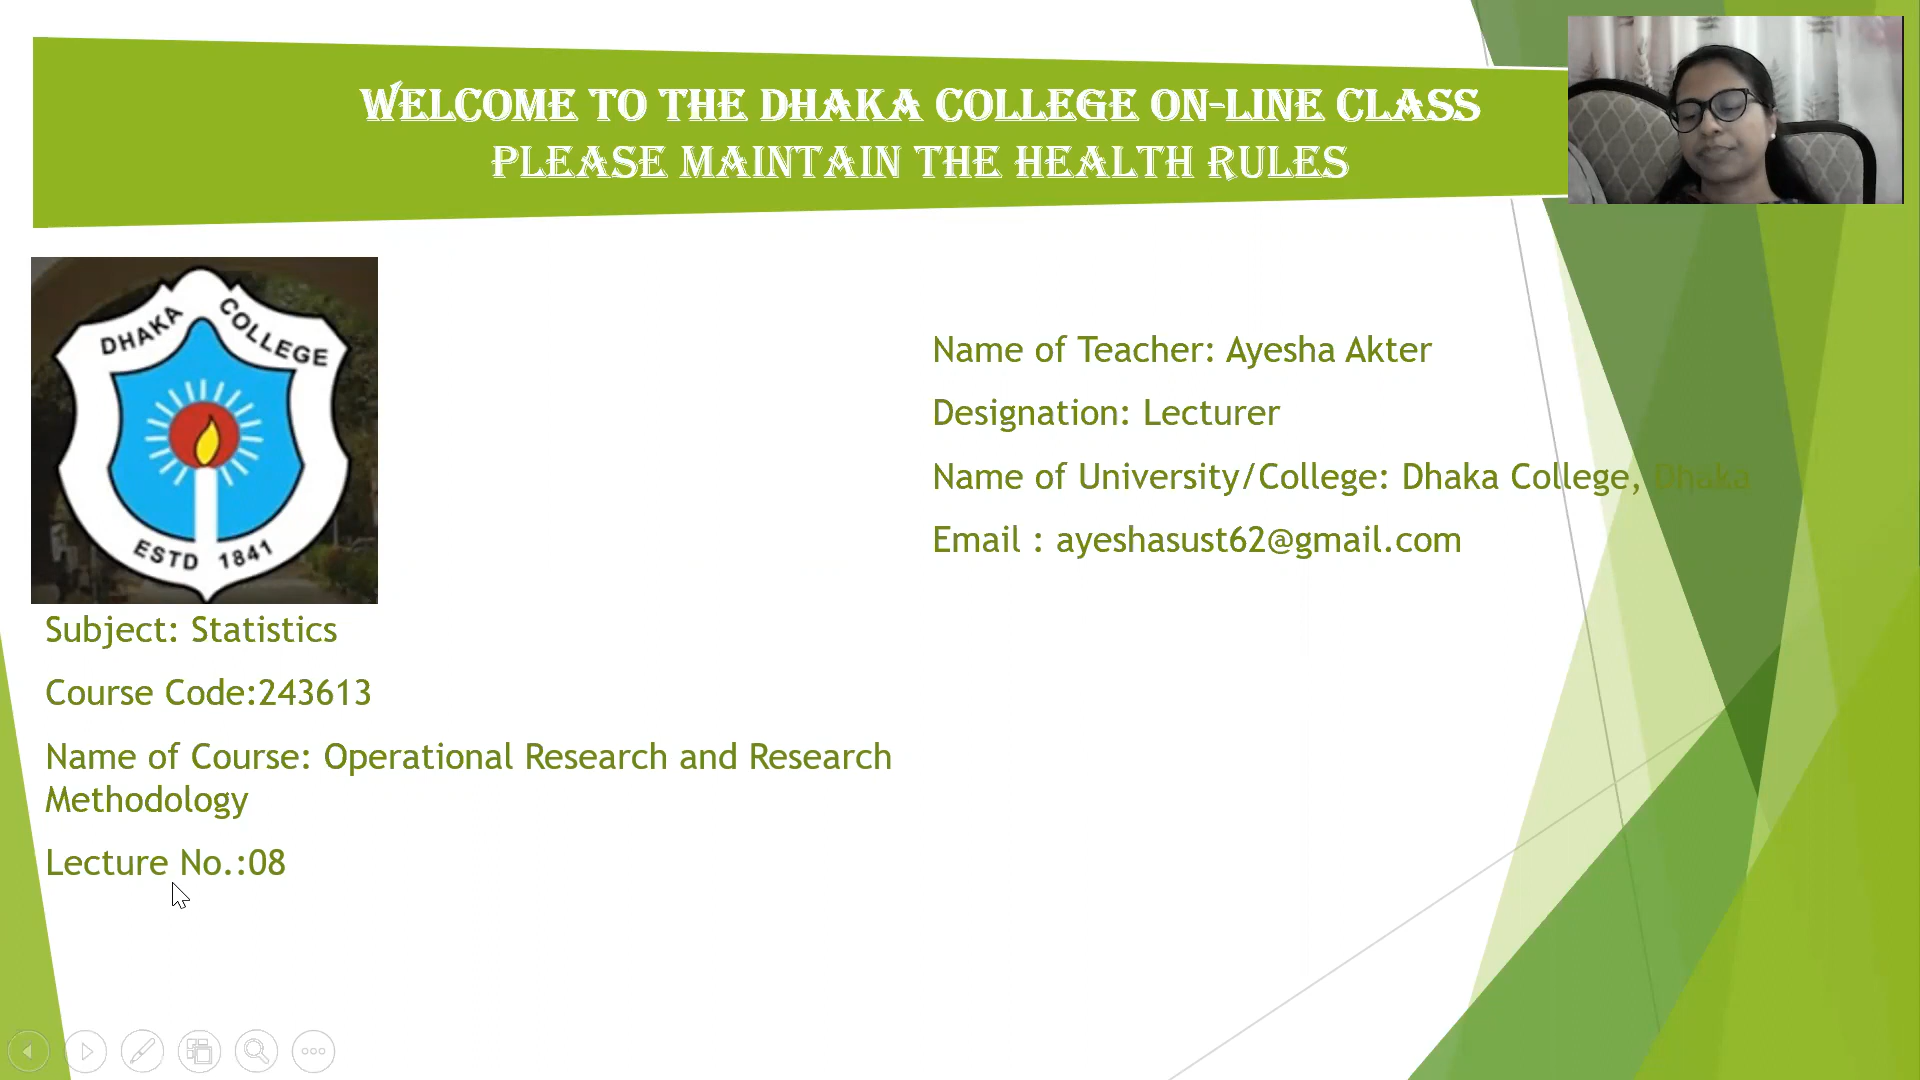 WELCOME TO THE DHAKA COLLEGE ON-LINE CLASS
PLEASE MAINTAIN THE HEALTH RULES
DHAKA COLLEGE
ESTD 1841
Name of Teacher: Ayesha Akter
Designation: Lecturer
Name of University/College: Dhaka College, Dhaka
Email : ayeshasust62@gmail.com
Subject: Statistics
Course Code:243613
Name of Course: Operational Research and Research
Methodology
Lecture No.:08